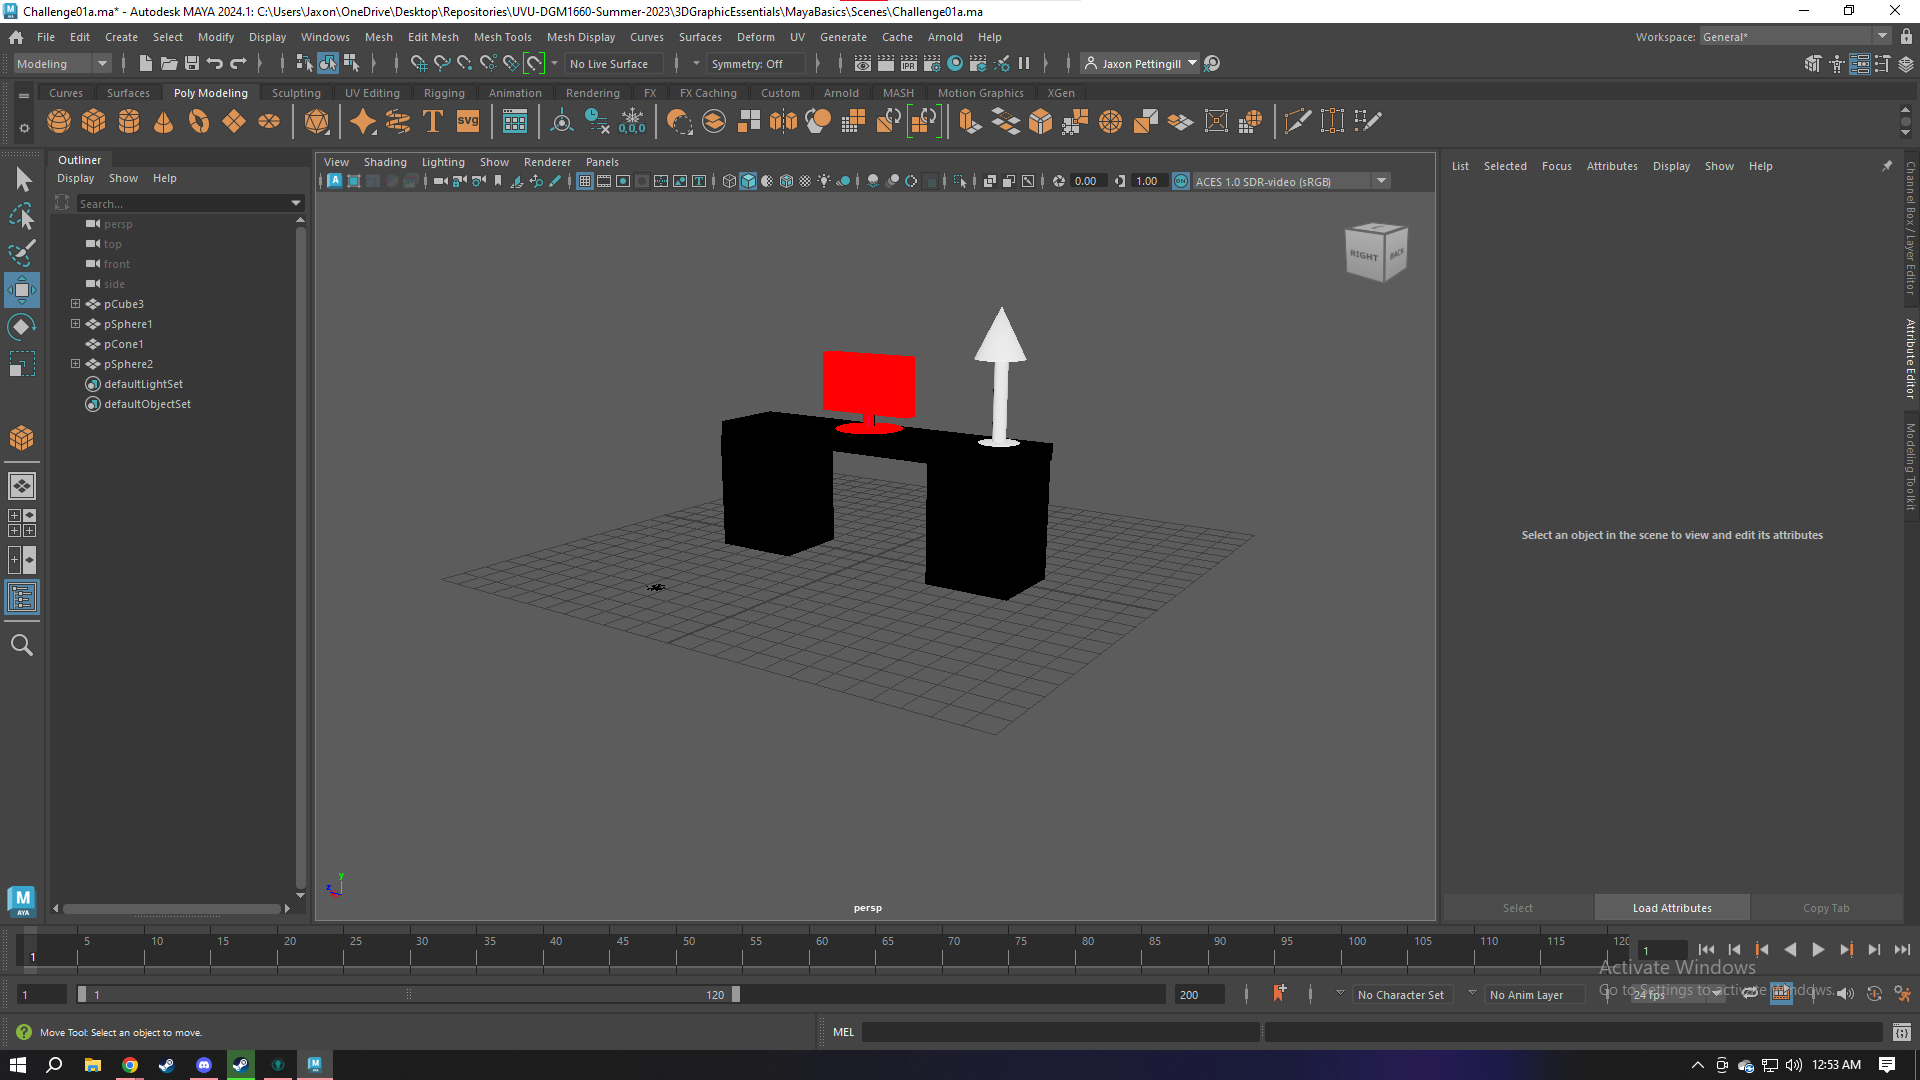 Challenge01a.ma* - Autodesk MAYA 2024.1: C:\Users\Jaxon\OneDrive\Desktop\Repositories\UVU-DGM1660-Summer-2023\3DGraphicEssentials\MayaBasics\Scenes\Challenge01a.ma
File Edit Create Select Modify Display Windows Mesh Edit Mesh Mesh Tools Mesh Display Curves Surfaces Deform UV Generate Cache Arnold Help Workspace: General*
Modeling No Live Surface Symmetry: Off IPR Jaxon Pettingill
Curves Surfaces Poly Modeling Sculpting UV Editing Rigging Animation Rendering FX FX Caching Custom Arnold MASH Motion Graphics XGen
T svg 0,0,0
Outliner
Display Show Help
Search...
persp
top
front
side
pCube3
pSphere1
pCone1
pSphere2
defaultLightSet
defaultObjectSet
View Shading Lighting Show Renderer Panels
0.00 1.00 ON ACES 1.0 SDR-video (sRGB)
RIGHT BACK
y
z
persp
List Selected Focus Attributes Display Show Help
Channel Box / Layer Editor
Attribute Editor
Modeling Toolkit
Select an object in the scene to view and edit its attributes
Select Load Attributes Copy Tab
M
AYA
5 10 15 20 25 30 35 40 45 50 55 60 65 70 75 80 85 90 95 100 105 110 115 120
1 1
Activate Windows
Go to Settings to activate Windows.
1 1 120 200 No Character Set No Anim Layer 24 fps
Move Tool: Select an object to move. MEL
12:53 AM